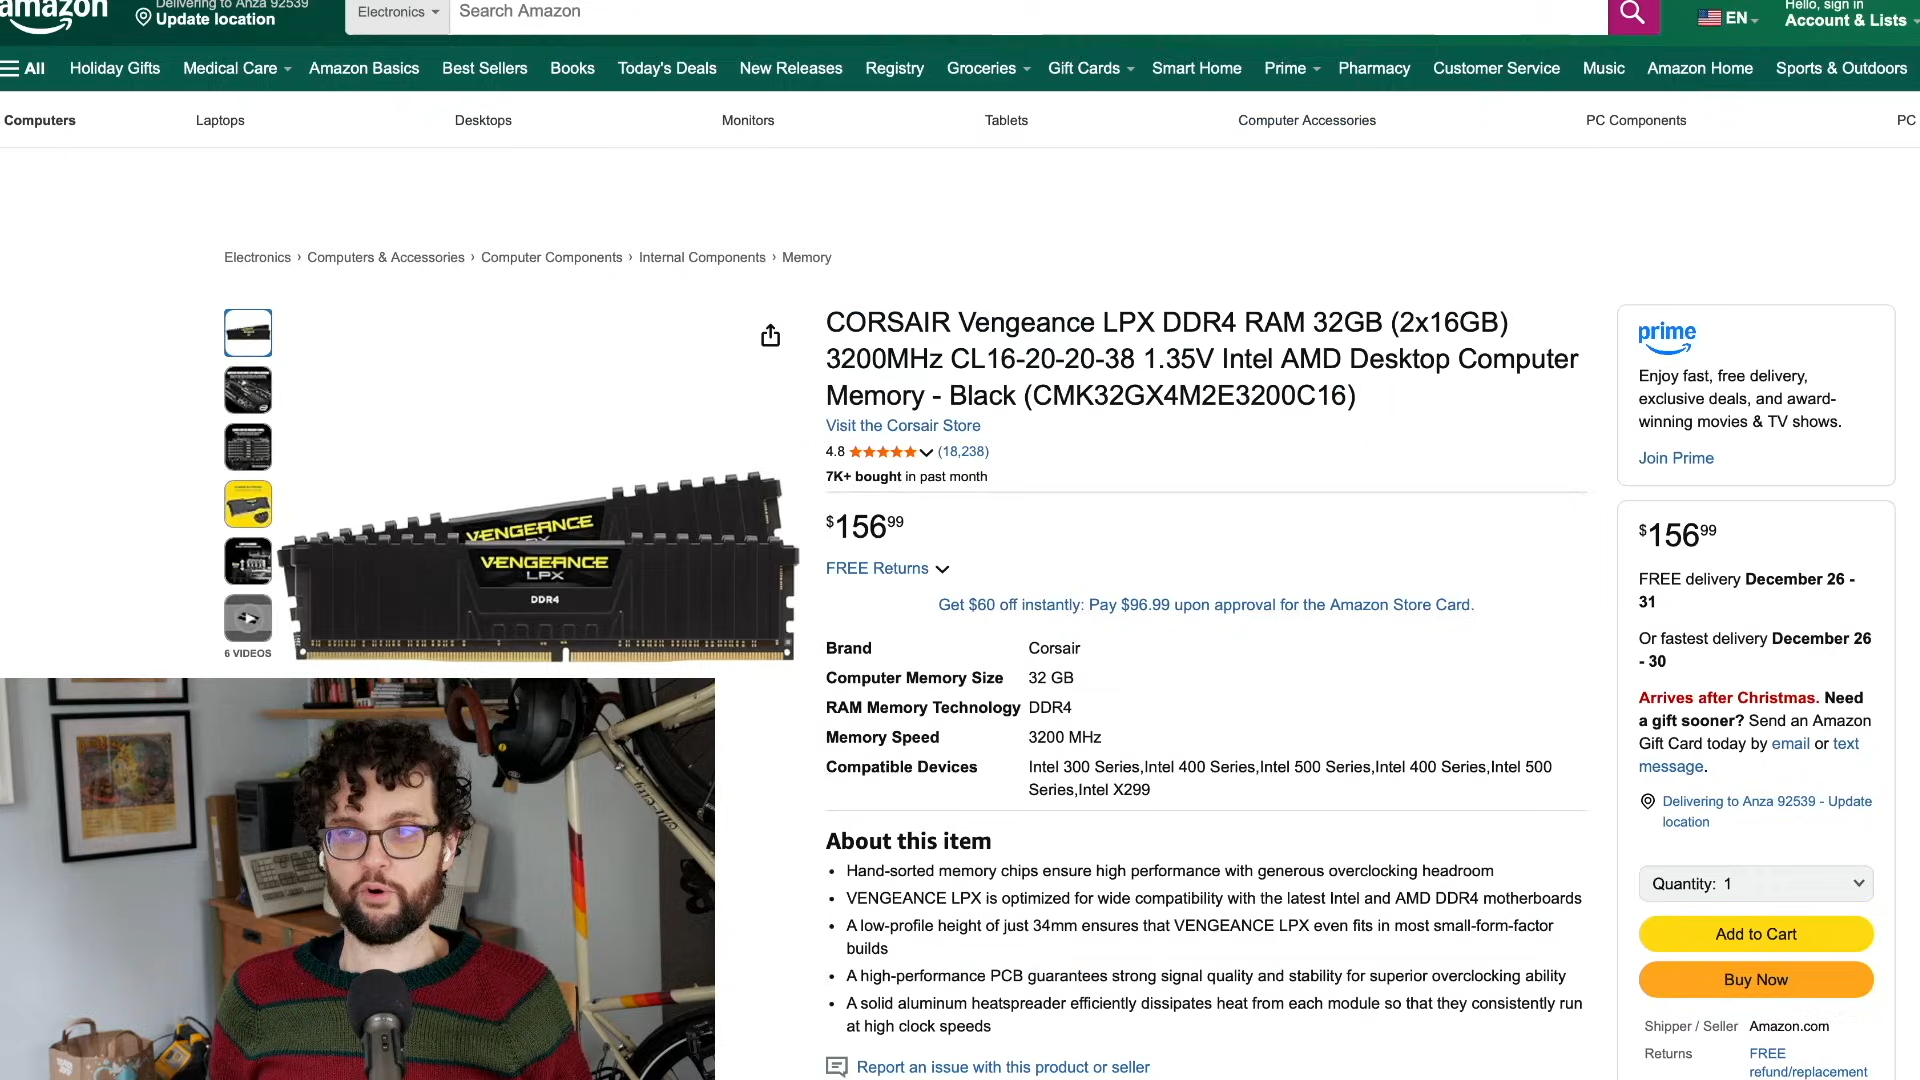 amazon
Delivering to Anza 92539
Update location
Electronics
Search Amazon
EN
Hello, sign in
Account & Lists
All
Holiday Gifts
Medical Care
Amazon Basics
Best Sellers
Books
Today's Deals
New Releases
Registry
Groceries
Gift Cards
Smart Home
Prime
Pharmacy
Customer Service
Music
Amazon Home
Sports & Outdoors
Computers
Laptops
Desktops
Monitors
Tablets
Computer Accessories
PC Components
PC
Electronics › Computers & Accessories › Computer Components › Internal Components › Memory
CORSAIR Vengeance LPX DDR4 RAM 32GB (2x16GB)
3200MHz CL16-20-20-38 1.35V Intel AMD Desktop Computer
Memory - Black (CMK32GX4M2E3200C16)
Visit the Corsair Store
4.8 (18,238)
7K+ bought in past month
$156.99
FREE Returns
Get $60 off instantly: Pay $96.99 upon approval for the Amazon Store Card.
Brand Corsair
Computer Memory Size 32 GB
RAM Memory Technology DDR4
Memory Speed 3200 MHz
Compatible Devices Intel 300 Series,Intel 400 Series,Intel 500 Series,Intel 400 Series,Intel 500
Series,Intel X299
About this item
• Hand-sorted memory chips ensure high performance with generous overclocking headroom
• VENGEANCE LPX is optimized for wide compatibility with the latest Intel and AMD DDR4 motherboards
• A low-profile height of just 34mm ensures that VENGEANCE LPX even fits in most small-form-factor
builds
• A high-performance PCB guarantees strong signal quality and stability for superior overclocking ability
• A solid aluminum heatspreader efficiently dissipates heat from each module so that they consistently run
at high clock speeds
Report an issue with this product or seller
VENGEANCE
VENGEANCE
LPX
DDR4
6 VIDEOS
prime
Enjoy fast, free delivery,
exclusive deals, and award-
winning movies & TV shows.
Join Prime
$156.99
FREE delivery December 26 -
31
Or fastest delivery December 26
- 30
Arrives after Christmas. Need
a gift sooner? Send an Amazon
Gift Card today by email or text
message.
Delivering to Anza 92539 - Update
location
Quantity: 1
Add to Cart
Buy Now
Shipper / Seller Amazon.com
Returns FREE
refund/replacement